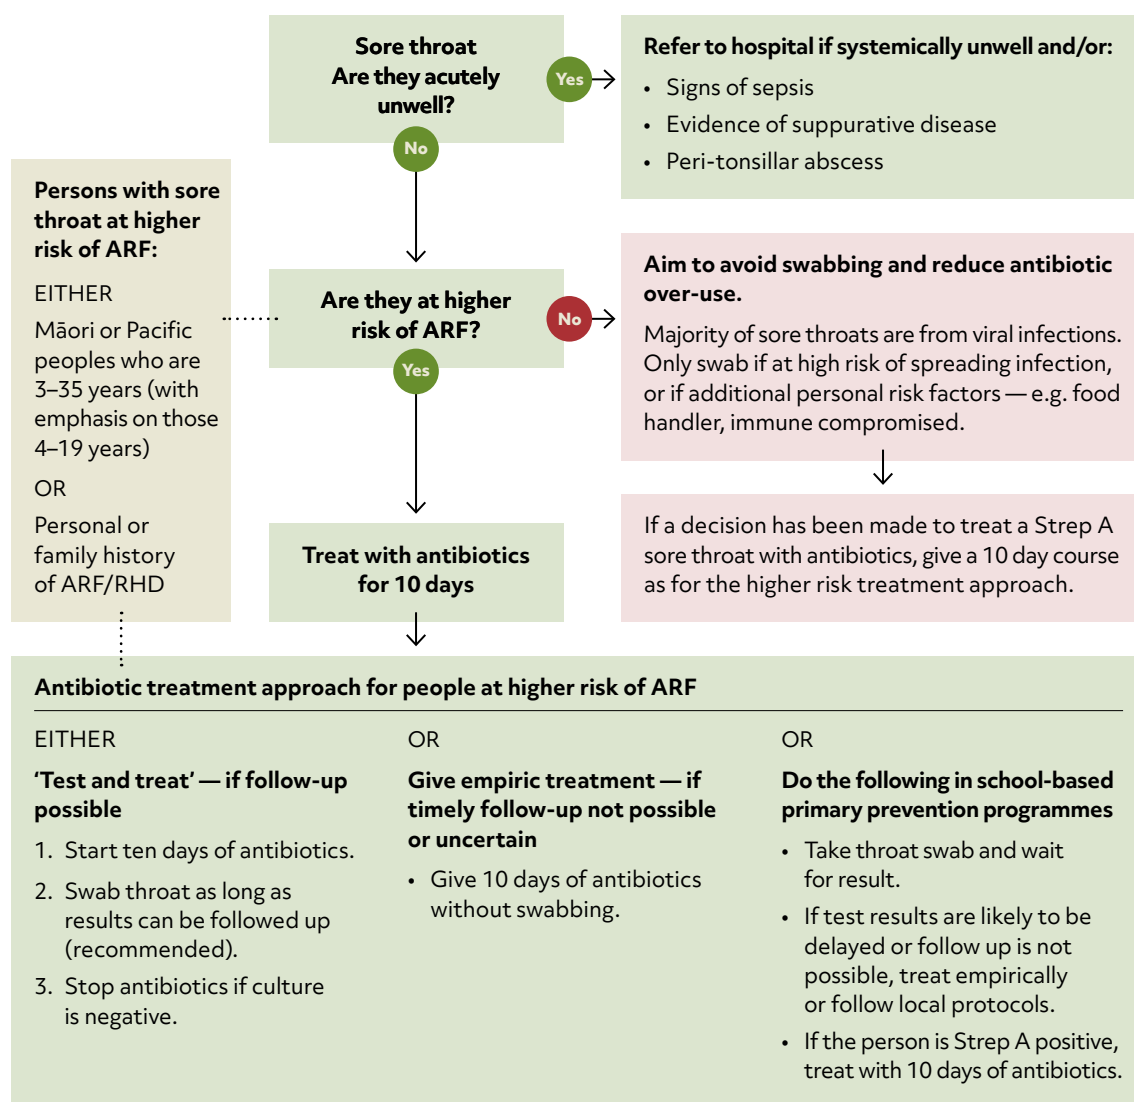 Sore throat
Are they acutely
unwell?
Yes
Refer to hospital if systemically unwell and/or:
• Signs of sepsis
• Evidence of suppurative disease
• Peri-tonsillar abscess
No
Persons with sore
throat at higher
risk of ARF:
EITHER
Māori or Pacific
peoples who are
3–35 years (with
emphasis on those
4–19 years)
OR
Personal or
family history
of ARF/RHD
Are they at higher
risk of ARF?
No
Aim to avoid swabbing and reduce antibiotic
over-use.
Majority of sore throats are from viral infections.
Only swab if at high risk of spreading infection,
or if additional personal risk factors — e.g. food
handler, immune compromised.
Yes
Treat with antibiotics
for 10 days
If a decision has been made to treat a Strep A
sore throat with antibiotics, give a 10 day course
as for the higher risk treatment approach.
Antibiotic treatment approach for people at higher risk of ARF
EITHER
‘Test and treat’ — if follow-up
possible
1. Start ten days of antibiotics.
2. Swab throat as long as
results can be followed up
(recommended).
3. Stop antibiotics if culture
is negative.
OR
Give empiric treatment — if
timely follow-up not possible
or uncertain
• Give 10 days of antibiotics
without swabbing.
OR
Do the following in school-based
primary prevention programmes
• Take throat swab and wait
for result.
• If test results are likely to be
delayed or follow up is not
possible, treat empirically
or follow local protocols.
• If the person is Strep A positive,
treat with 10 days of antibiotics.